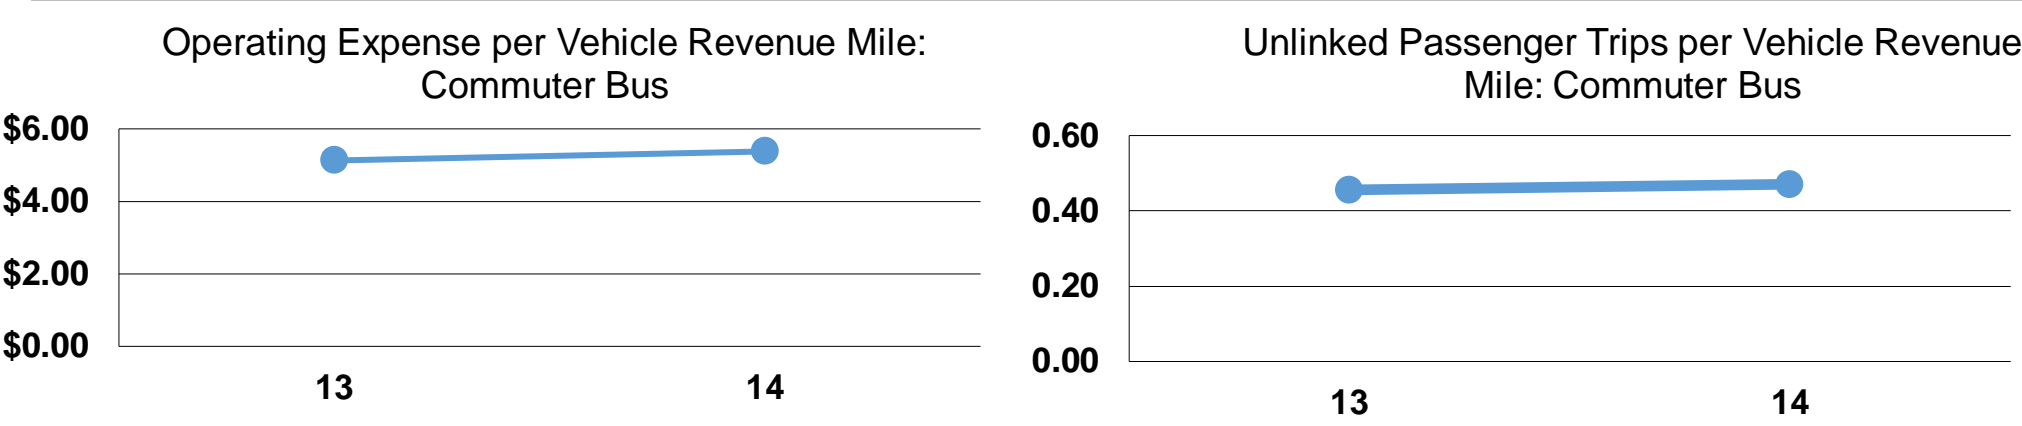 Operating Expense per Vehicle Revenue Mile:
Commuter Bus
$6.00
$4.00
$2.00
$0.00
13 14
Unlinked Passenger Trips per Vehicle Revenue
Mile: Commuter Bus
0.60
0.40
0.20
0.00
13 14